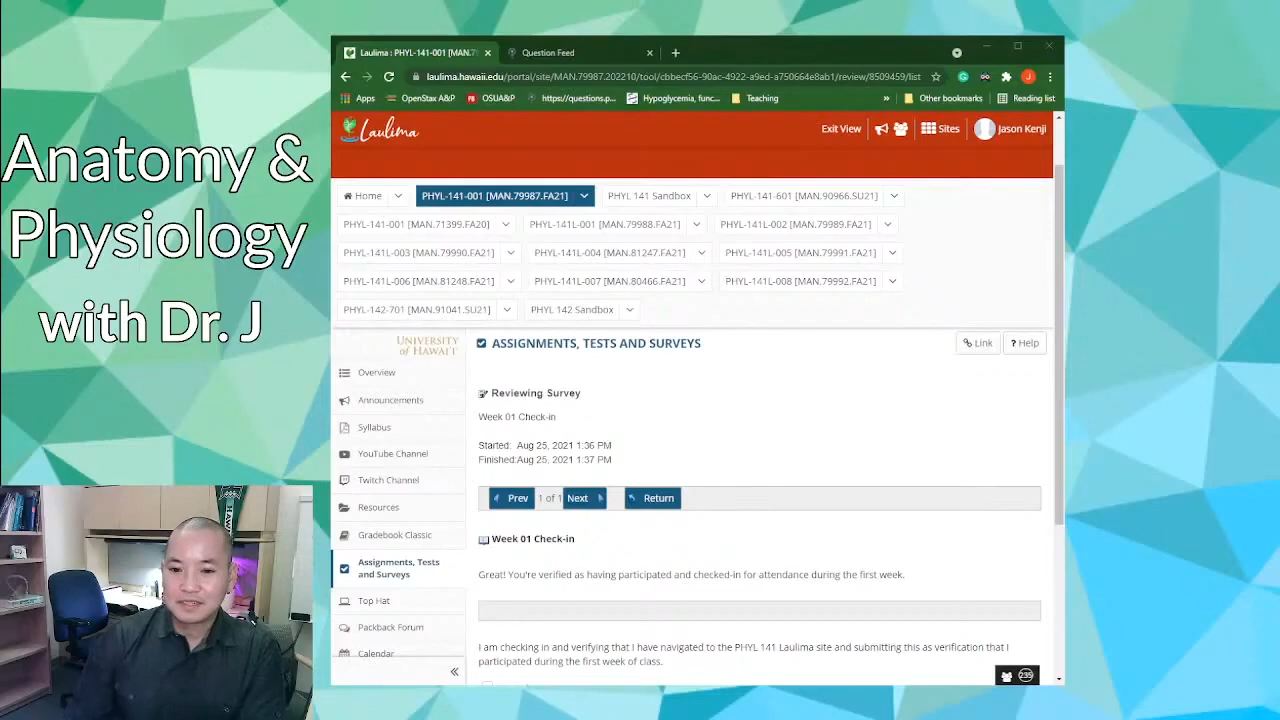 Anatomy &
Physiology
with Dr. J
Laulima : PHYL-141-001 [MAN.7
Question Feed
laulima.hawaii.edu/portal/site/MAN.79987.202210/tool/cbbecf56-90ac-4922-a9ed-a750664e8ab1/review/8509459/list
Apps
OpenStax A&P
OSUA&P
https://questions.p...
Hypoglycemia, func...
Teaching
»
Other bookmarks
Reading list
Laulima
Exit View
Sites
Jason Kenji
Home
PHYL-141-001 [MAN.79987.FA21]
PHYL 141 Sandbox
PHYL-141-601 [MAN.90966.SU21]
PHYL-141-001 [MAN.71399.FA20]
PHYL-141L-001 [MAN.79988.FA21]
PHYL-141L-002 [MAN.79989.FA21]
PHYL-141L-003 [MAN.79990.FA21]
PHYL-141L-004 [MAN.81247.FA21]
PHYL-141L-005 [MAN.79991.FA21]
PHYL-141L-006 [MAN.81248.FA21]
PHYL-141L-007 [MAN.80466.FA21]
PHYL-141L-008 [MAN.79992.FA21]
PHYL-142-701 [MAN.91041.SU21]
PHYL 142 Sandbox
UNIVERSITY
of HAWAI'I
Overview
Announcements
Syllabus
YouTube Channel
Twitch Channel
Resources
Gradebook Classic
Assignments, Tests
and Surveys
Top Hat
Packback Forum
Calendar
«
ASSIGNMENTS, TESTS AND SURVEYS
Link
? Help
Reviewing Survey
Week 01 Check-in
Started: Aug 25, 2021 1:36 PM
Finished:Aug 25, 2021 1:37 PM
Prev
1 of 1
Next
Return
Week 01 Check-in
Great! You're verified as having participated and checked-in for attendance during the first week.
I am checking in and verifying that I have navigated to the PHYL 141 Laulima site and submitting this as verification that I
participated during the first week of class.
235